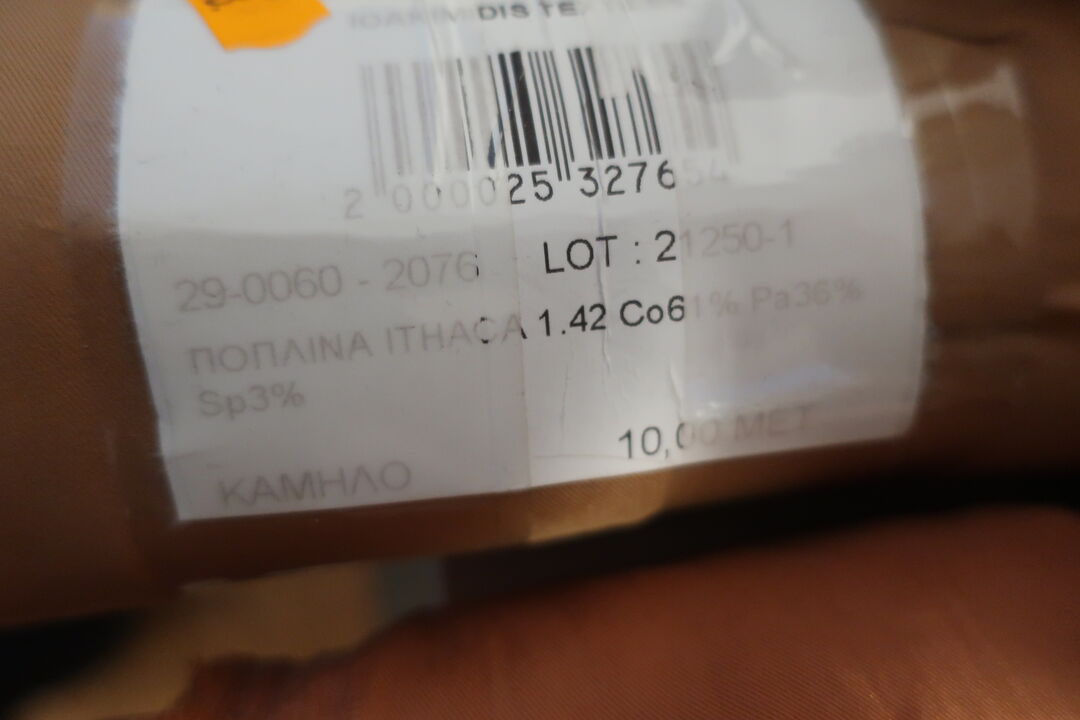 DIS TE
2 000025 327654
29-0060 - 2076 LOT : 21250-1
ΠΟΠΛΙΝΑ ITHACA 1.42 Co61% Pa36%
Sp3%
10,00 MET
ΚΑΜΗΛΟ